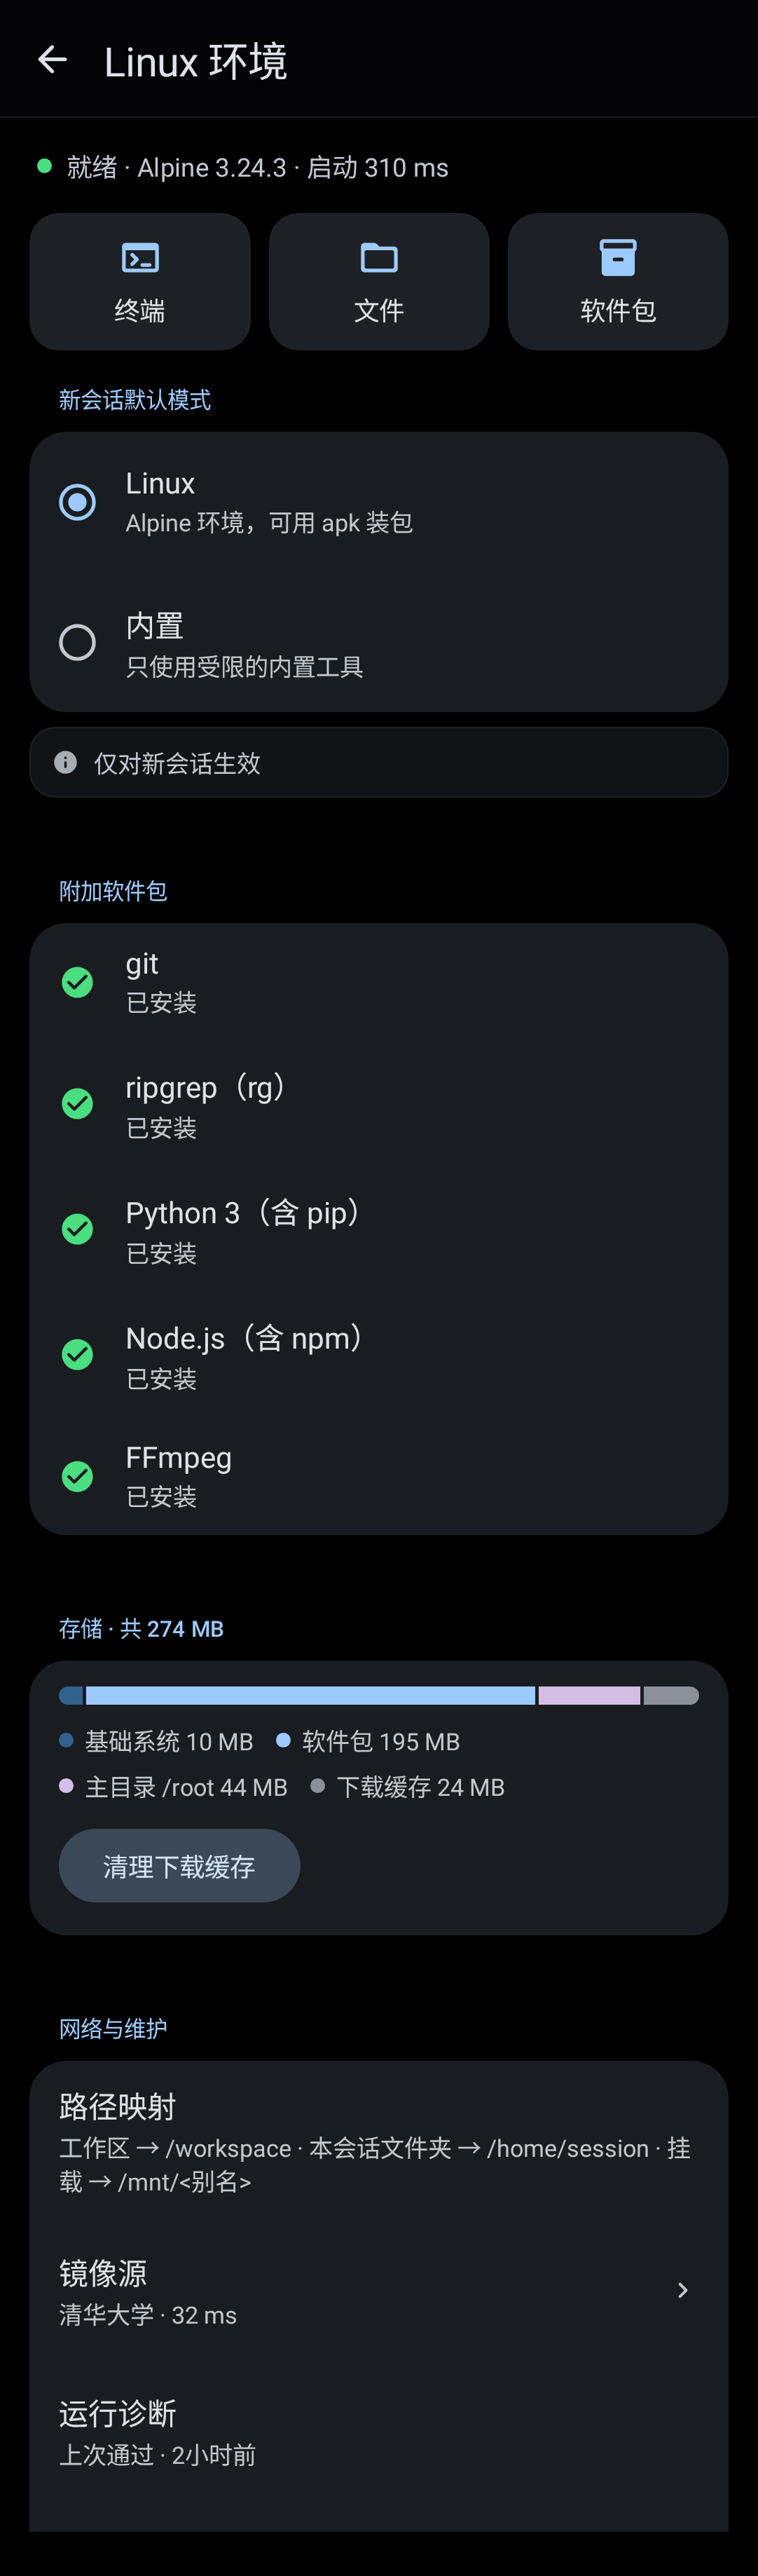 Linux 环境
就绪 · Alpine 3.24.3 · 启动 310 ms
终端
文件
软件包
新会话默认模式
Linux
Alpine 环境，可用 apk 装包
内置
只使用受限的内置工具
仅对新会话生效
附加软件包
git
已安装
ripgrep（rg）
已安装
Python 3（含 pip）
已安装
Node.js（含 npm）
已安装
FFmpeg
已安装
存储 · 共 274 MB
基础系统 10 MB 软件包 195 MB
主目录 /root 44 MB 下载缓存 24 MB
清理下载缓存
网络与维护
路径映射
工作区 → /workspace · 本会话文件夹 → /home/session · 挂
载 → /mnt/<别名>
镜像源
清华大学 · 32 ms
运行诊断
上次通过 · 2小时前